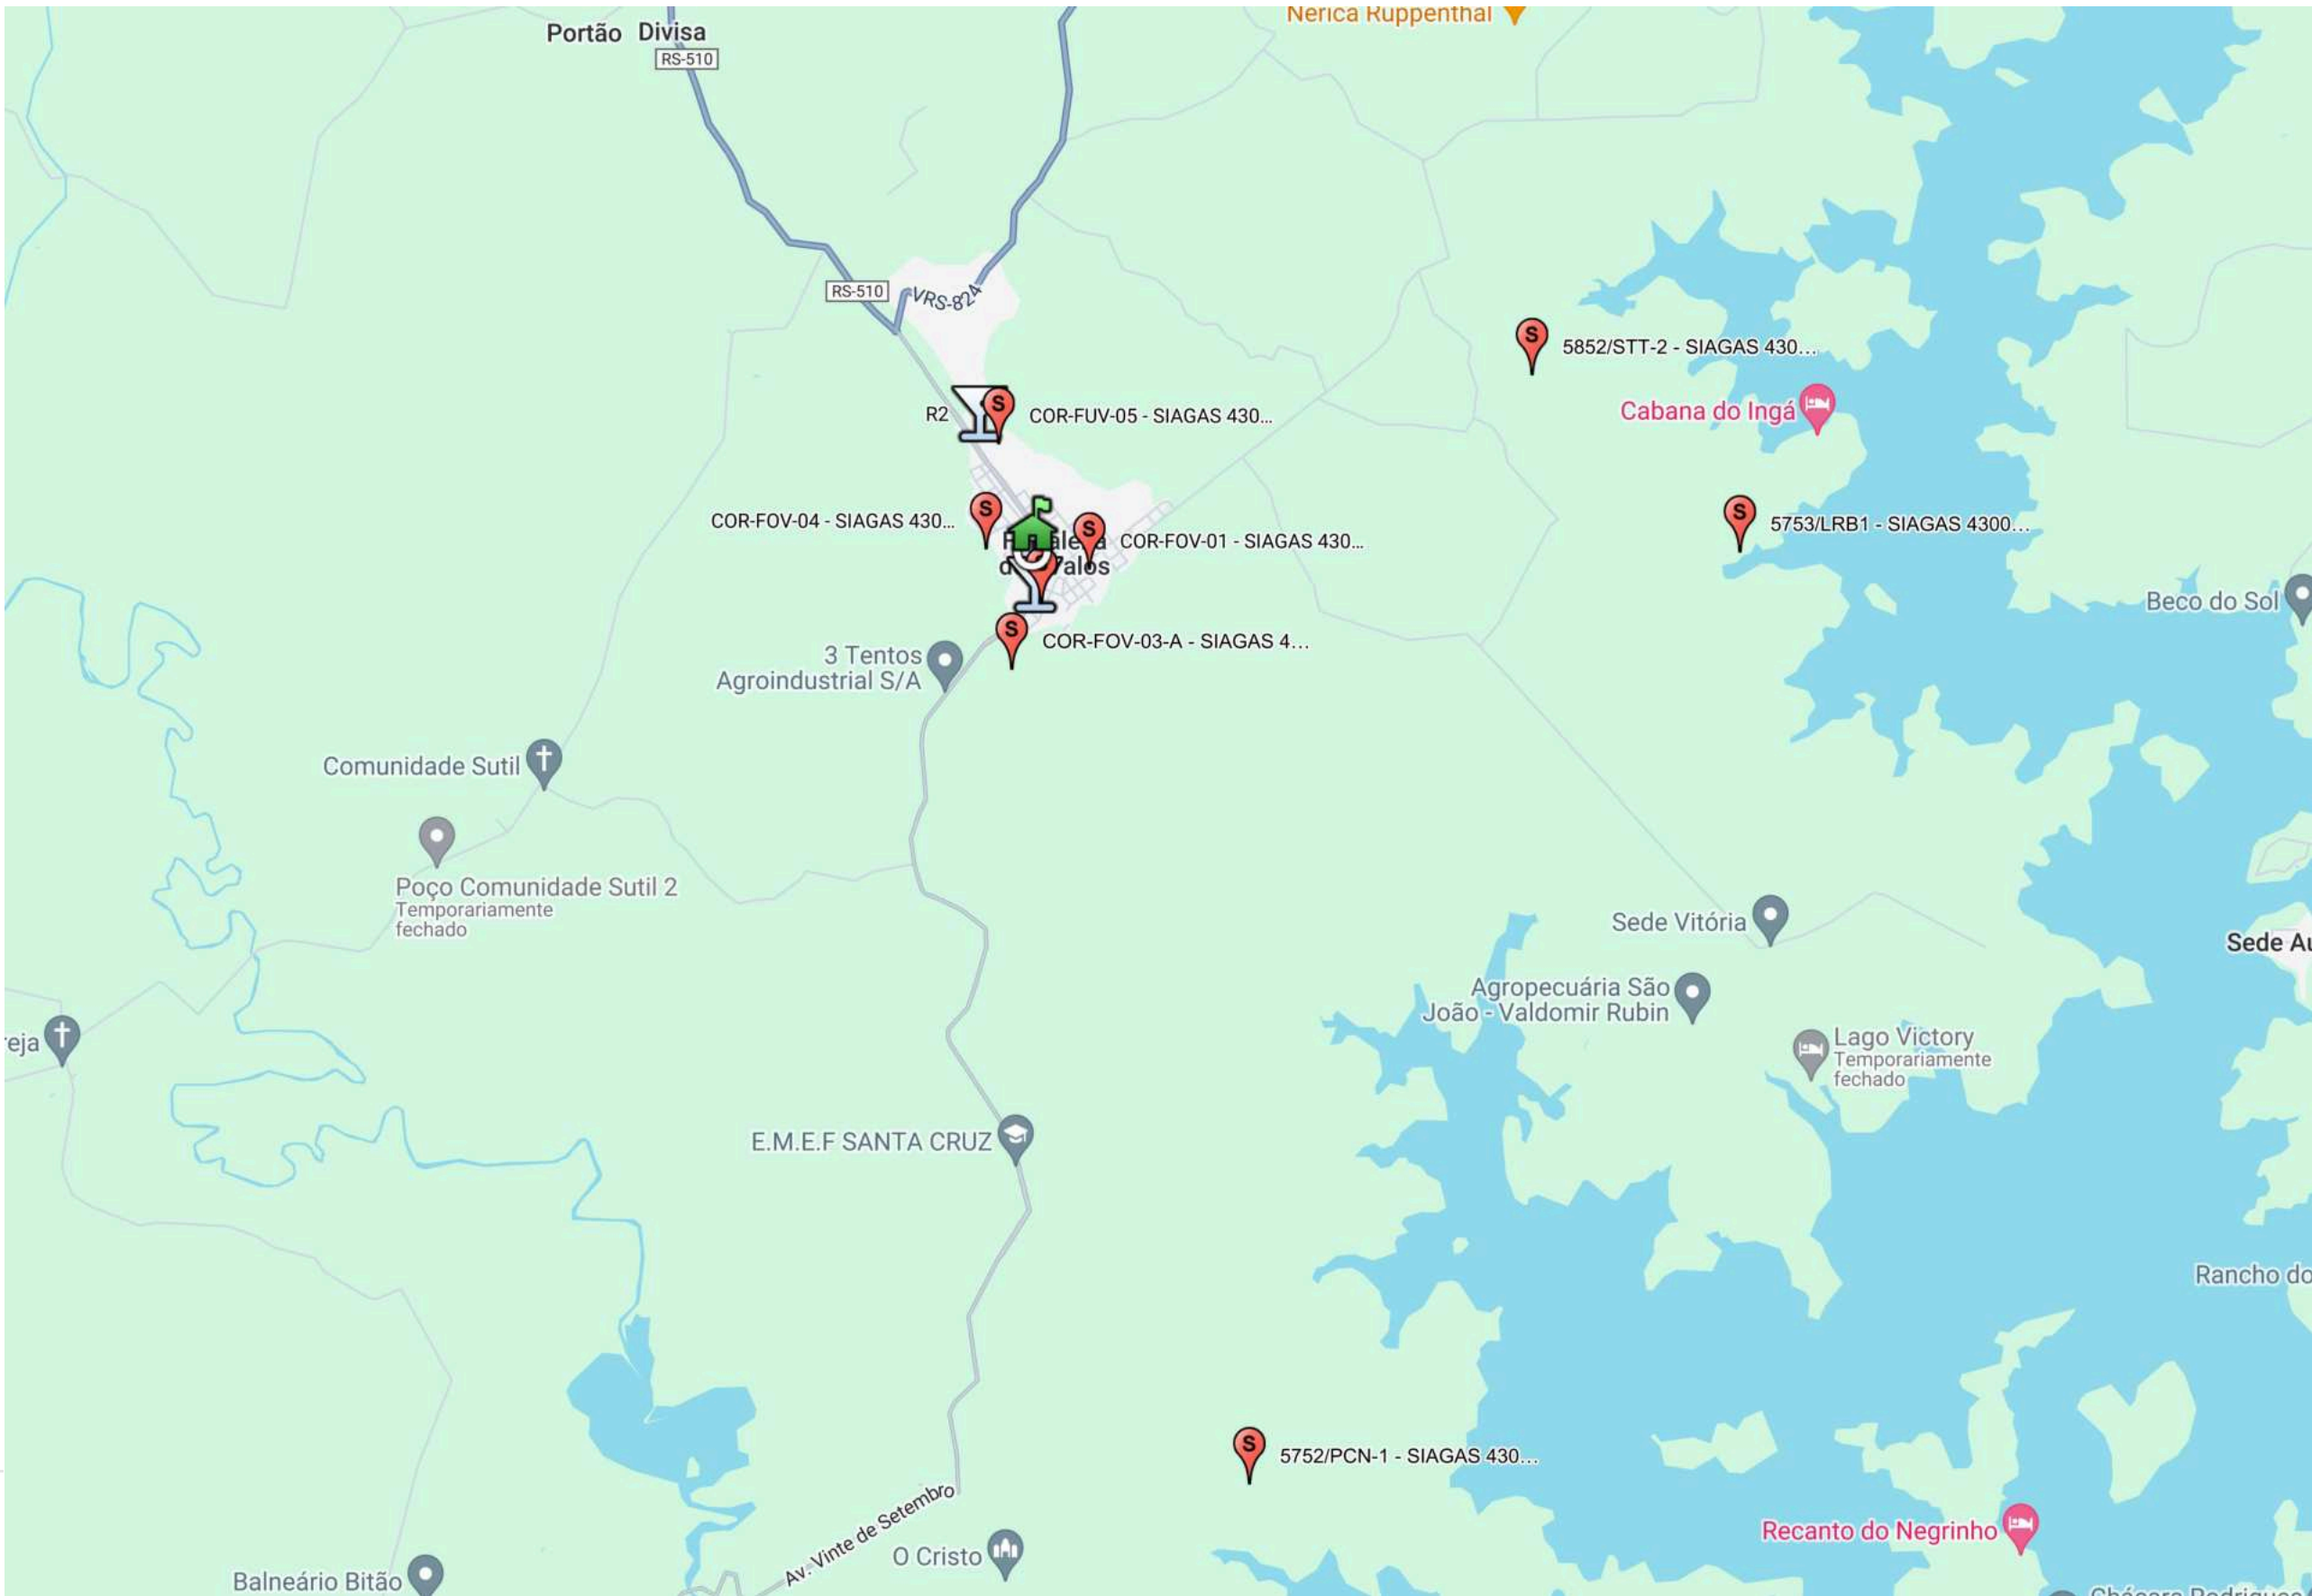 Nerica Ruppenthal
Portão Divisa
RS-510
RS-510
VRS-824
S
5852/STT-2 - SIAGAS 430...
Cabana do Ingá
R2
S
COR-FUV-05 - SIAGAS 430...
COR-FOV-04 - SIAGAS 430...
S
S
COR-FOV-01 - SIAGAS 430...
S
5753/LRB1 - SIAGAS 4300...
Beco do Sol
S
COR-FOV-03-A - SIAGAS 4...
3 Tentos
Agroindustrial S/A
Comunidade Sutil
Poço Comunidade Sutil 2
Temporariamente
fechado
Sede Vitória
Sede Au
Agropecuária São
João - Valdomir Rubin
Lago Victory
Temporariamente
fechado
reja
E.M.E.F SANTA CRUZ
Rancho do
S
5752/PCN-1 - SIAGAS 430...
Av. Vinte de Setembro
O Cristo
Recanto do Negrinho
Balneário Bitão